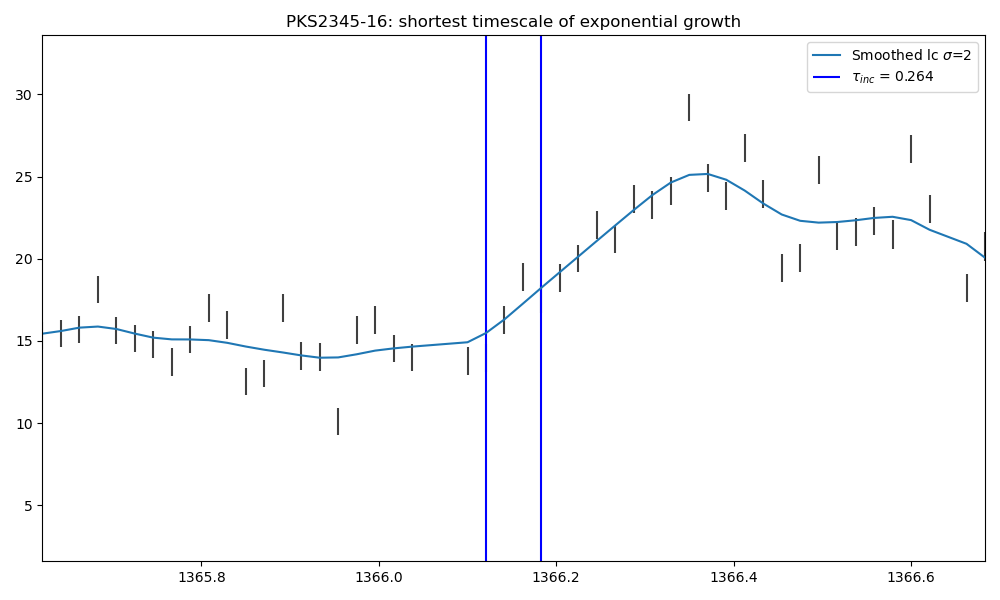 PKS2345-16: shortest timescale of exponential growth
Smoothed lc σ=2
τinc = 0.264
30
25
20
15
10
5
1365.8 1366.0 1366.2 1366.4 1366.6